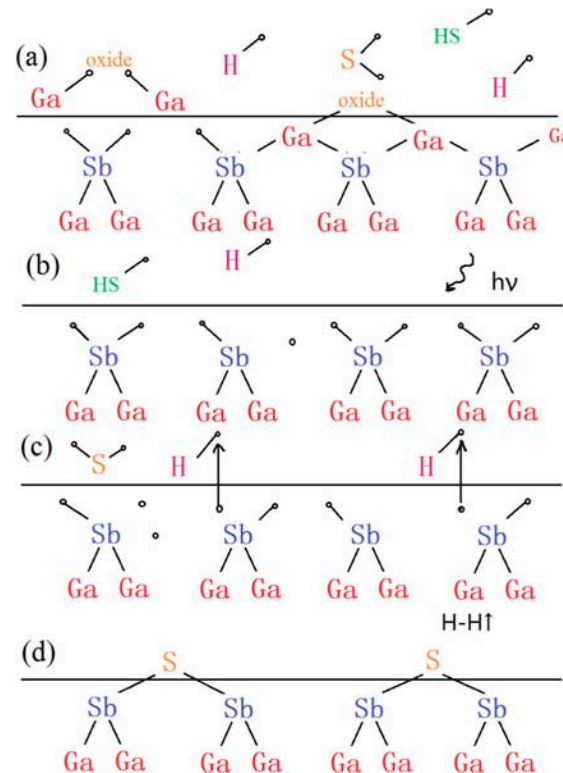 HS
(a) oxide H S H
Ga Ga oxide
Ga Ga Ga
Sb Sb Sb Sb
Ga Ga Ga Ga Ga Ga Ga Ga
(b) H
HS hν
Sb Sb Sb Sb
Ga Ga Ga Ga Ga Ga Ga Ga
(c) S H H
Sb Sb Sb Sb
Ga Ga Ga Ga Ga Ga Ga Ga
H-H↑
(d) S S
Sb Sb Sb Sb
Ga Ga Ga Ga Ga Ga Ga Ga